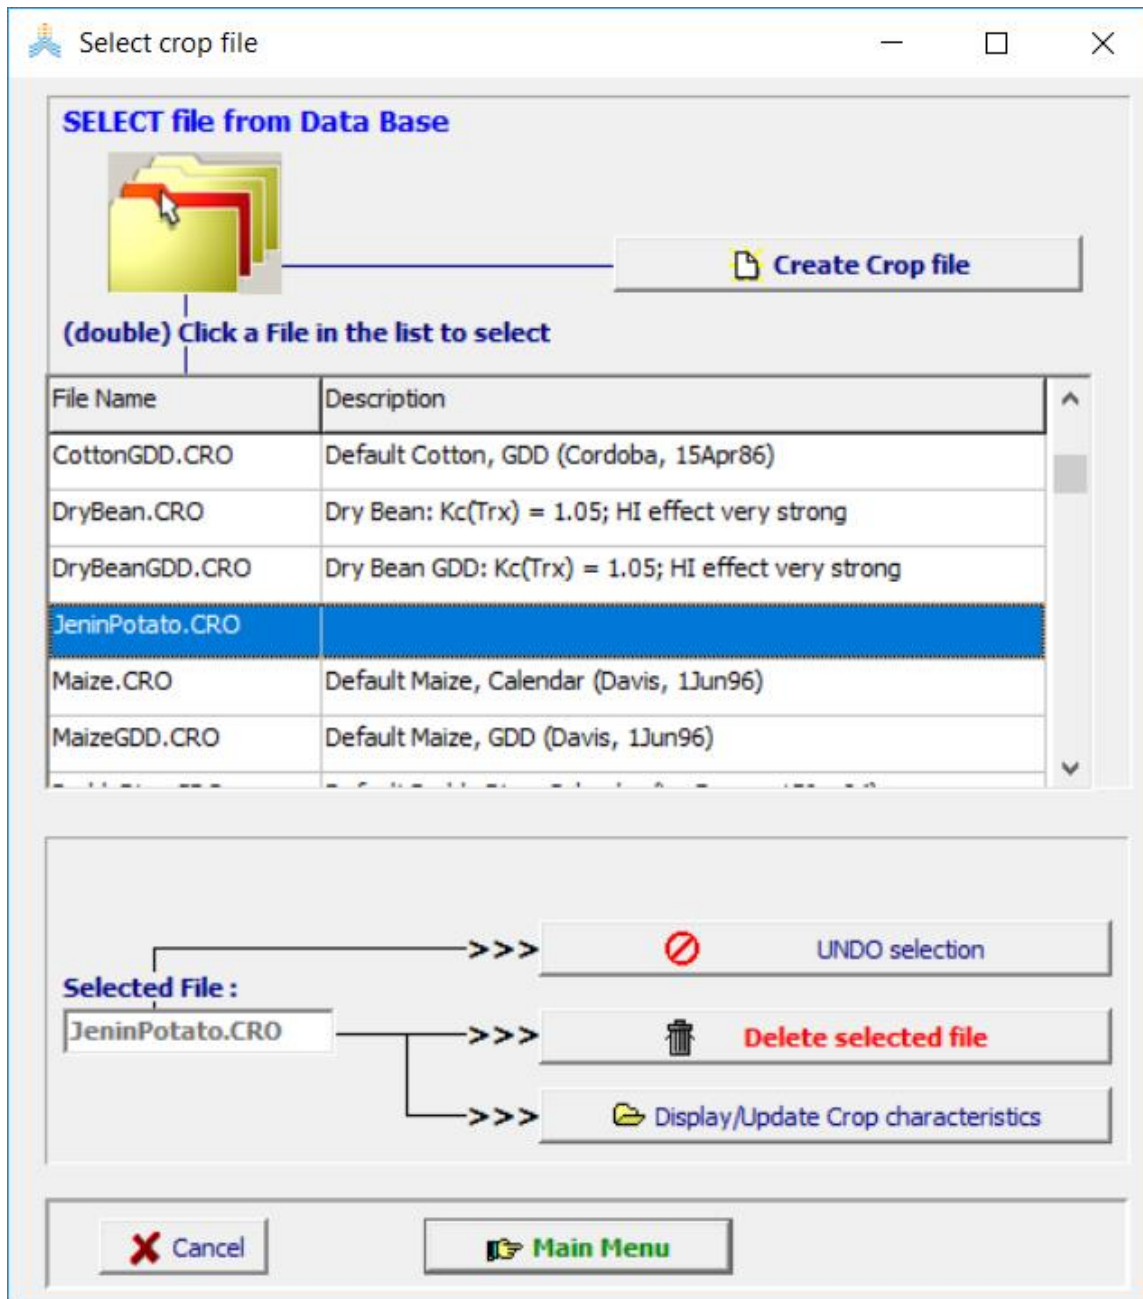 Select crop file
SELECT file from Data Base
Create Crop file
(double) Click a File in the list to select
File Name Description
CottonGDD.CRO Default Cotton, GDD (Cordoba, 15Apr86)
DryBean.CRO Dry Bean: Kc(Trx) = 1.05; HI effect very strong
DryBeanGDD.CRO Dry Bean GDD: Kc(Trx) = 1.05; HI effect very strong
JeninPotato.CRO
Maize.CRO Default Maize, Calendar (Davis, 1Jun96)
MaizeGDD.CRO Default Maize, GDD (Davis, 1Jun96)
>>> UNDO selection
Selected File :
JeninPotato.CRO >>> Delete selected file
>>> Display/Update Crop characteristics
Cancel Main Menu